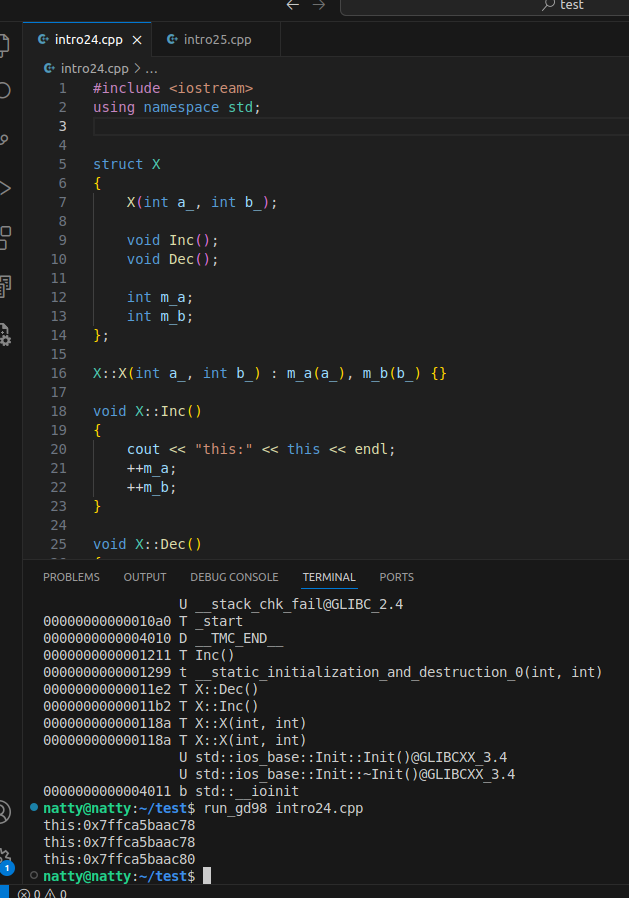 test
intro24.cpp
intro25.cpp
intro24.cpp > ...
1 #include <iostream>
2 using namespace std;
3
4
5 struct X
6 {
7 X(int a_, int b_);
8
9 void Inc();
10 void Dec();
11
12 int m_a;
13 int m_b;
14 };
15
16 X::X(int a_, int b_) : m_a(a_), m_b(b_) {}
17
18 void X::Inc()
19 {
20 cout << "this:" << this << endl;
21 ++m_a;
22 ++m_b;
23 }
24
25 void X::Dec()
PROBLEMS OUTPUT DEBUG CONSOLE TERMINAL PORTS
U __stack_chk_fail@GLIBC_2.4
00000000000010a0 T _start
0000000000004010 D __TMC_END__
0000000000001211 T Inc()
0000000000001299 t __static_initialization_and_destruction_0(int, int)
00000000000011e2 T X::Dec()
00000000000011b2 T X::Inc()
000000000000118a T X::X(int, int)
000000000000118a T X::X(int, int)
U std::ios_base::Init::Init()@GLIBCXX_3.4
U std::ios_base::Init::~Init()@GLIBCXX_3.4
0000000000004011 b std::__ioinit
natty@natty:~/test$ run_gd98 intro24.cpp
this:0x7ffca5baac78
this:0x7ffca5baac78
this:0x7ffca5baac80
natty@natty:~/test$
1
0 0